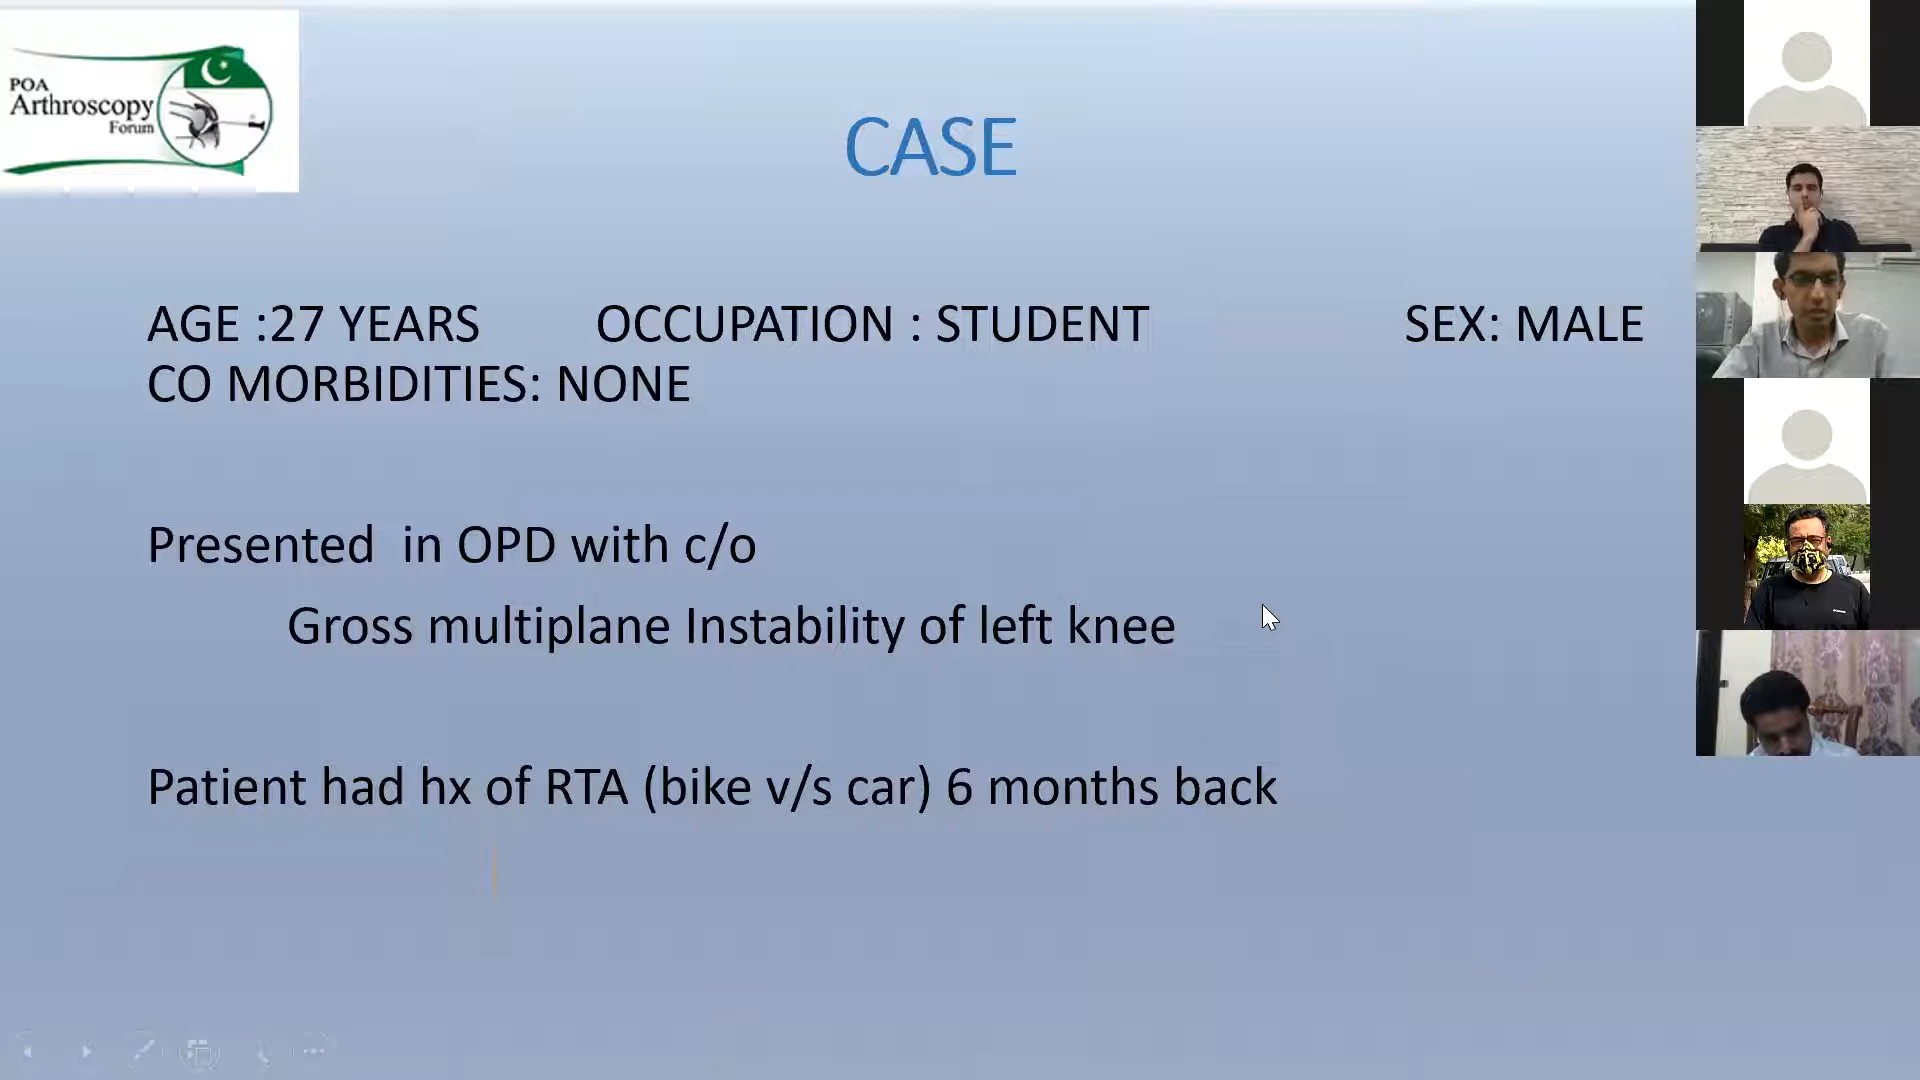 POA
Arthroscopy
Forum
CASE
AGE :27 YEARS OCCUPATION : STUDENT SEX: MALE
CO MORBIDITIES: NONE
Presented in OPD with c/o
Gross multiplane Instability of left knee
Patient had hx of RTA (bike v/s car) 6 months back